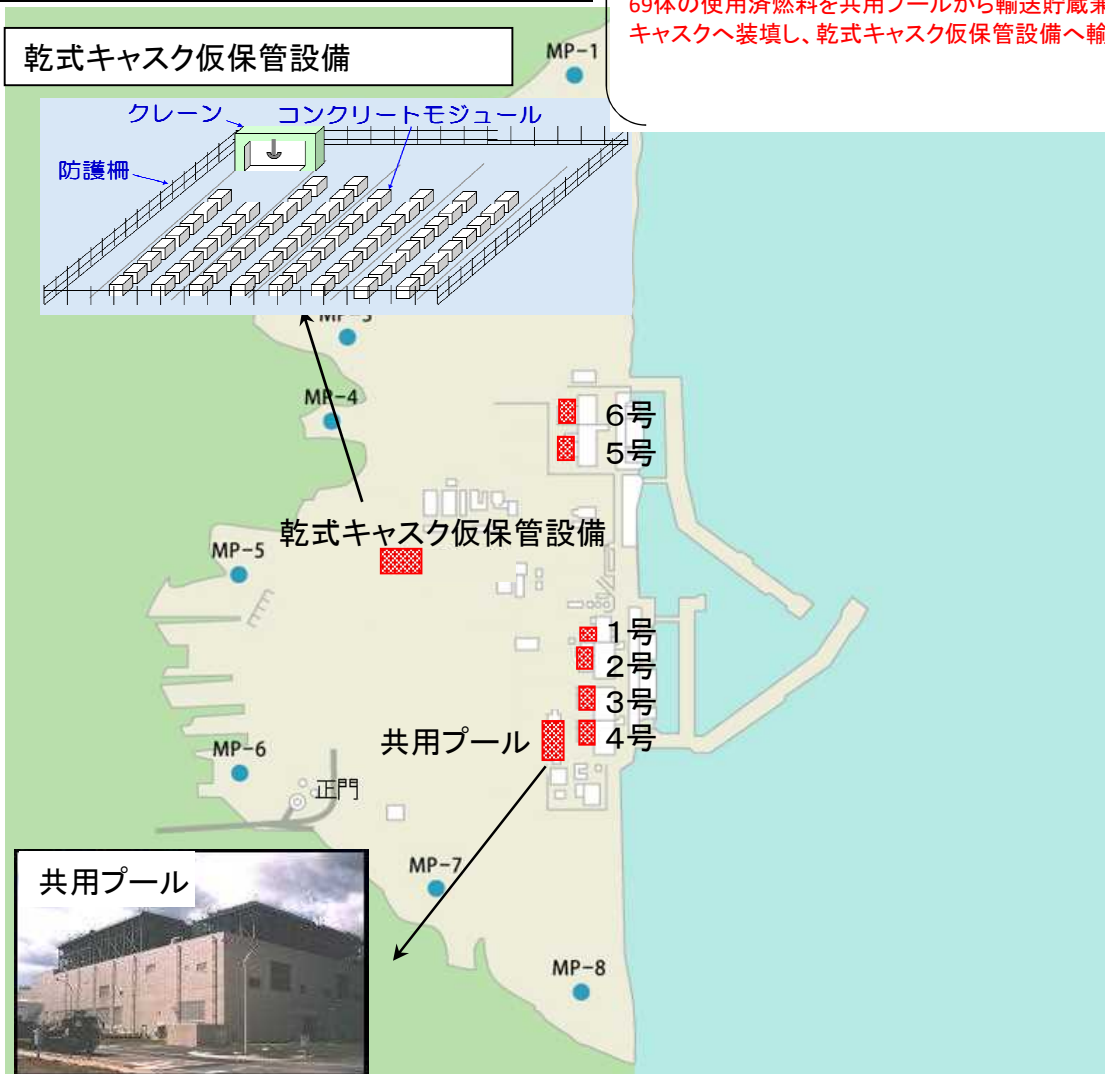 69体の使用済燃料を共用プールから輸送貯蔵兼
キャスクへ装填し、乾式キャスク仮保管設備へ輸
乾式キャスク仮保管設備
MP-1
クレーン
コンクリートモジュール
防護柵
MP-3
MP-4
6号
5号
乾式キャスク仮保管設備
MP-5
1号
2号
3号
共用プール
4号
MP-6
正門
MP-7
共用プール
MP-8